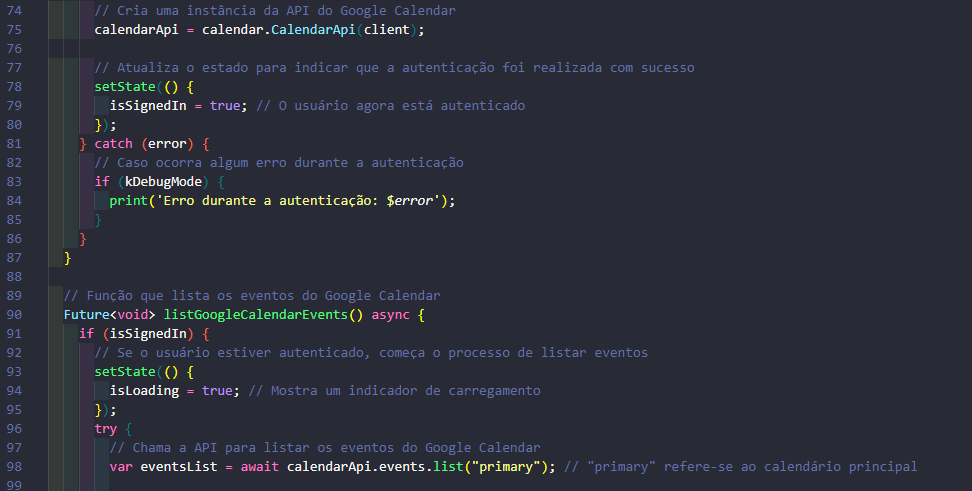 74 // Cria uma instância da API do Google Calendar
75 calendarApi = calendar.CalendarApi(client);
76
77 // Atualiza o estado para indicar que a autenticação foi realizada com sucesso
78 setState(() {
79 isSignedIn = true; // O usuário agora está autenticado
80 });
81 } catch (error) {
82 // Caso ocorra algum erro durante a autenticação
83 if (kDebugMode) {
84 print('Erro durante a autenticação: $error');
85 }
86 }
87 }
88
89 // Função que lista os eventos do Google Calendar
90 Future<void> listGoogleCalendarEvents() async {
91 if (isSignedIn) {
92 // Se o usuário estiver autenticado, começa o processo de listar eventos
93 setState(() {
94 isLoading = true; // Mostra um indicador de carregamento
95 });
96 try {
97 // Chama a API para listar os eventos do Google Calendar
98 var eventsList = await calendarApi.events.list("primary"); // "primary" refere-se ao calendário principal
99